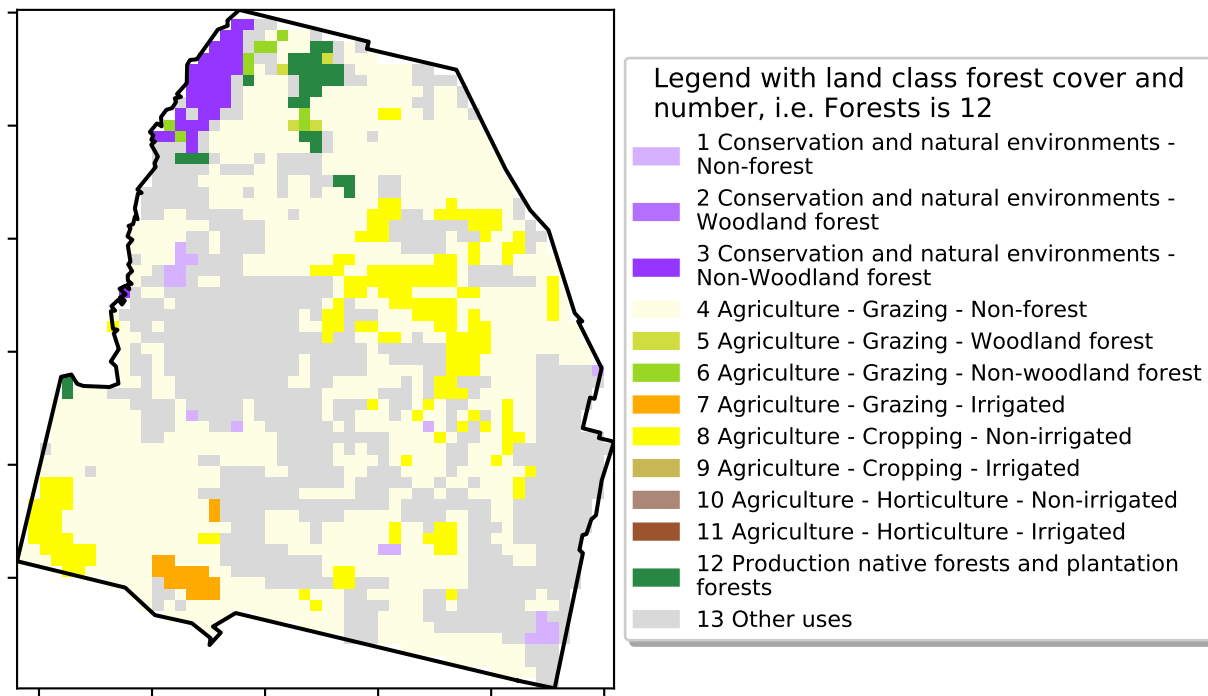 Legend with land class forest cover and
number, i.e. Forests is 12
1 Conservation and natural environments -
Non-forest
2 Conservation and natural environments -
Woodland forest
3 Conservation and natural environments -
Non-Woodland forest
4 Agriculture - Grazing - Non-forest
5 Agriculture - Grazing - Woodland forest
6 Agriculture - Grazing - Non-woodland forest
7 Agriculture - Grazing - Irrigated
8 Agriculture - Cropping - Non-irrigated
9 Agriculture - Cropping - Irrigated
10 Agriculture - Horticulture - Non-irrigated
11 Agriculture - Horticulture - Irrigated
12 Production native forests and plantation
forests
13 Other uses